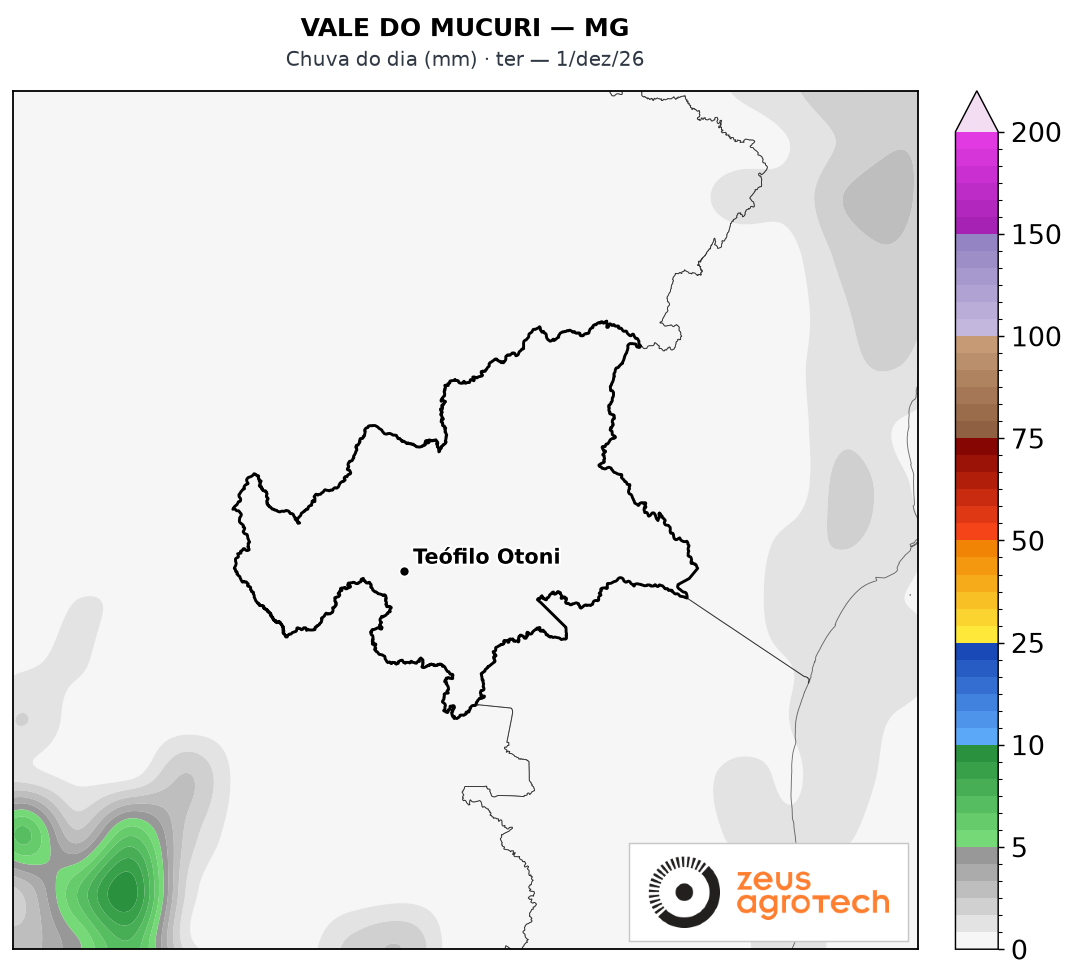 VALE DO MUCURI — MG
Chuva do dia (mm) · ter — 1/dez/26
200
150
100
75
50
25
10
5
0
Teófilo Otoni
zeus
agrotech